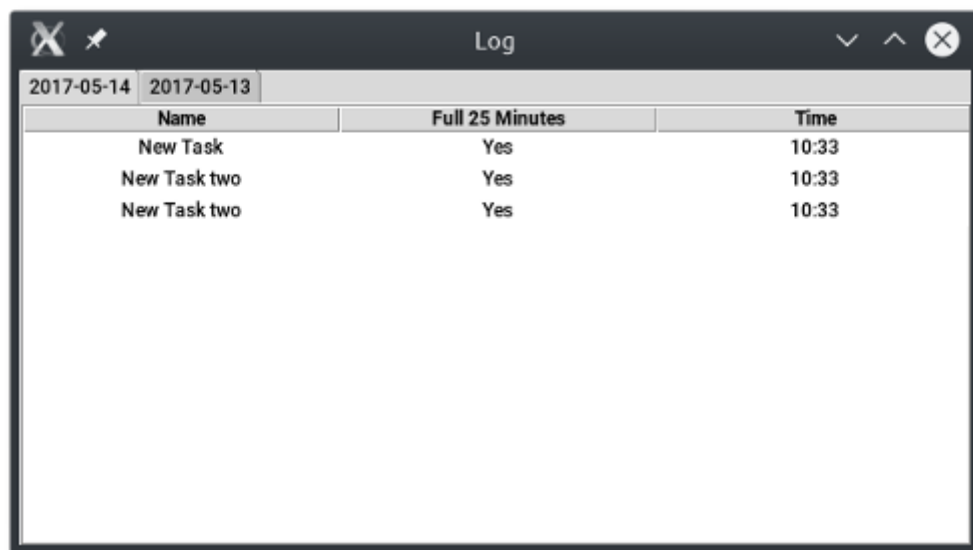 Log
2017-05-14 2017-05-13
Name Full 25 Minutes Time
New Task Yes 10:33
New Task two Yes 10:33
New Task two Yes 10:33